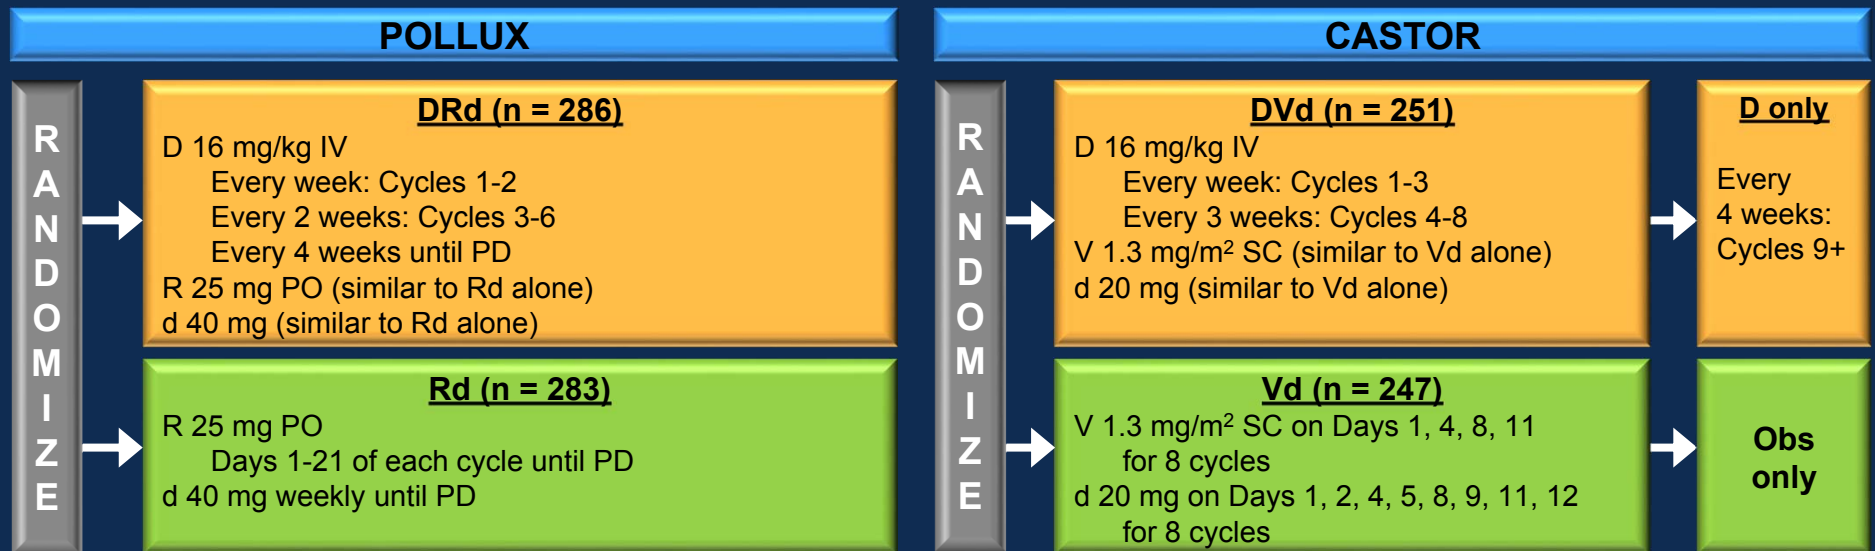 POLLUX
RANDOMIZE
DRd (n = 286)
D 16 mg/kg IV
Every week: Cycles 1-2
Every 2 weeks: Cycles 3-6
Every 4 weeks until PD
R 25 mg PO (similar to Rd alone)
d 40 mg (similar to Rd alone)
Rd (n = 283)
R 25 mg PO
Days 1-21 of each cycle until PD
d 40 mg weekly until PD
CASTOR
RANDOMIZE
DVd (n = 251)
D 16 mg/kg IV
Every week: Cycles 1-3
Every 3 weeks: Cycles 4-8
V 1.3 mg/m² SC (similar to Vd alone)
d 20 mg (similar to Vd alone)
D only
Every
4 weeks:
Cycles 9+
Vd (n = 247)
V 1.3 mg/m² SC on Days 1, 4, 8, 11
for 8 cycles
d 20 mg on Days 1, 2, 4, 5, 8, 9, 11, 12
for 8 cycles
Obs
only